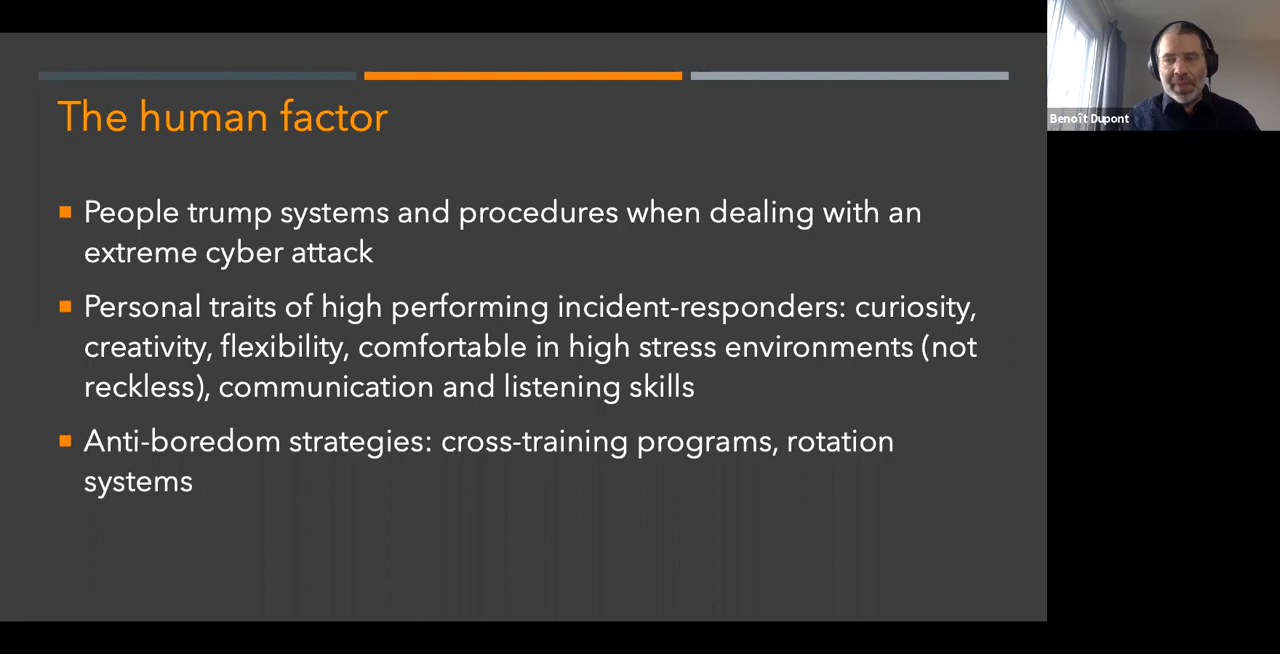 The human factor
People trump systems and procedures when dealing with an
extreme cyber attack
Personal traits of high performing incident-responders: curiosity,
creativity, flexibility, comfortable in high stress environments (not
reckless), communication and listening skills
Anti-boredom strategies: cross-training programs, rotation
systems
Benoît Dupont